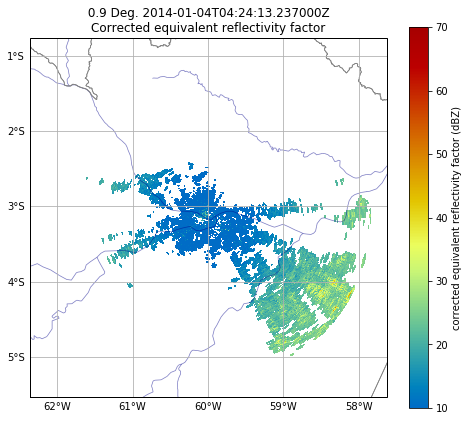 0.9 Deg. 2014-01-04T04:24:13.237000Z
Corrected equivalent reflectivity factor
1°S
2°S
3°S
4°S
5°S
62°W 61°W 60°W 59°W 58°W
70
60
50
40
30
20
10
corrected equivalent reflectivity factor (dBZ)